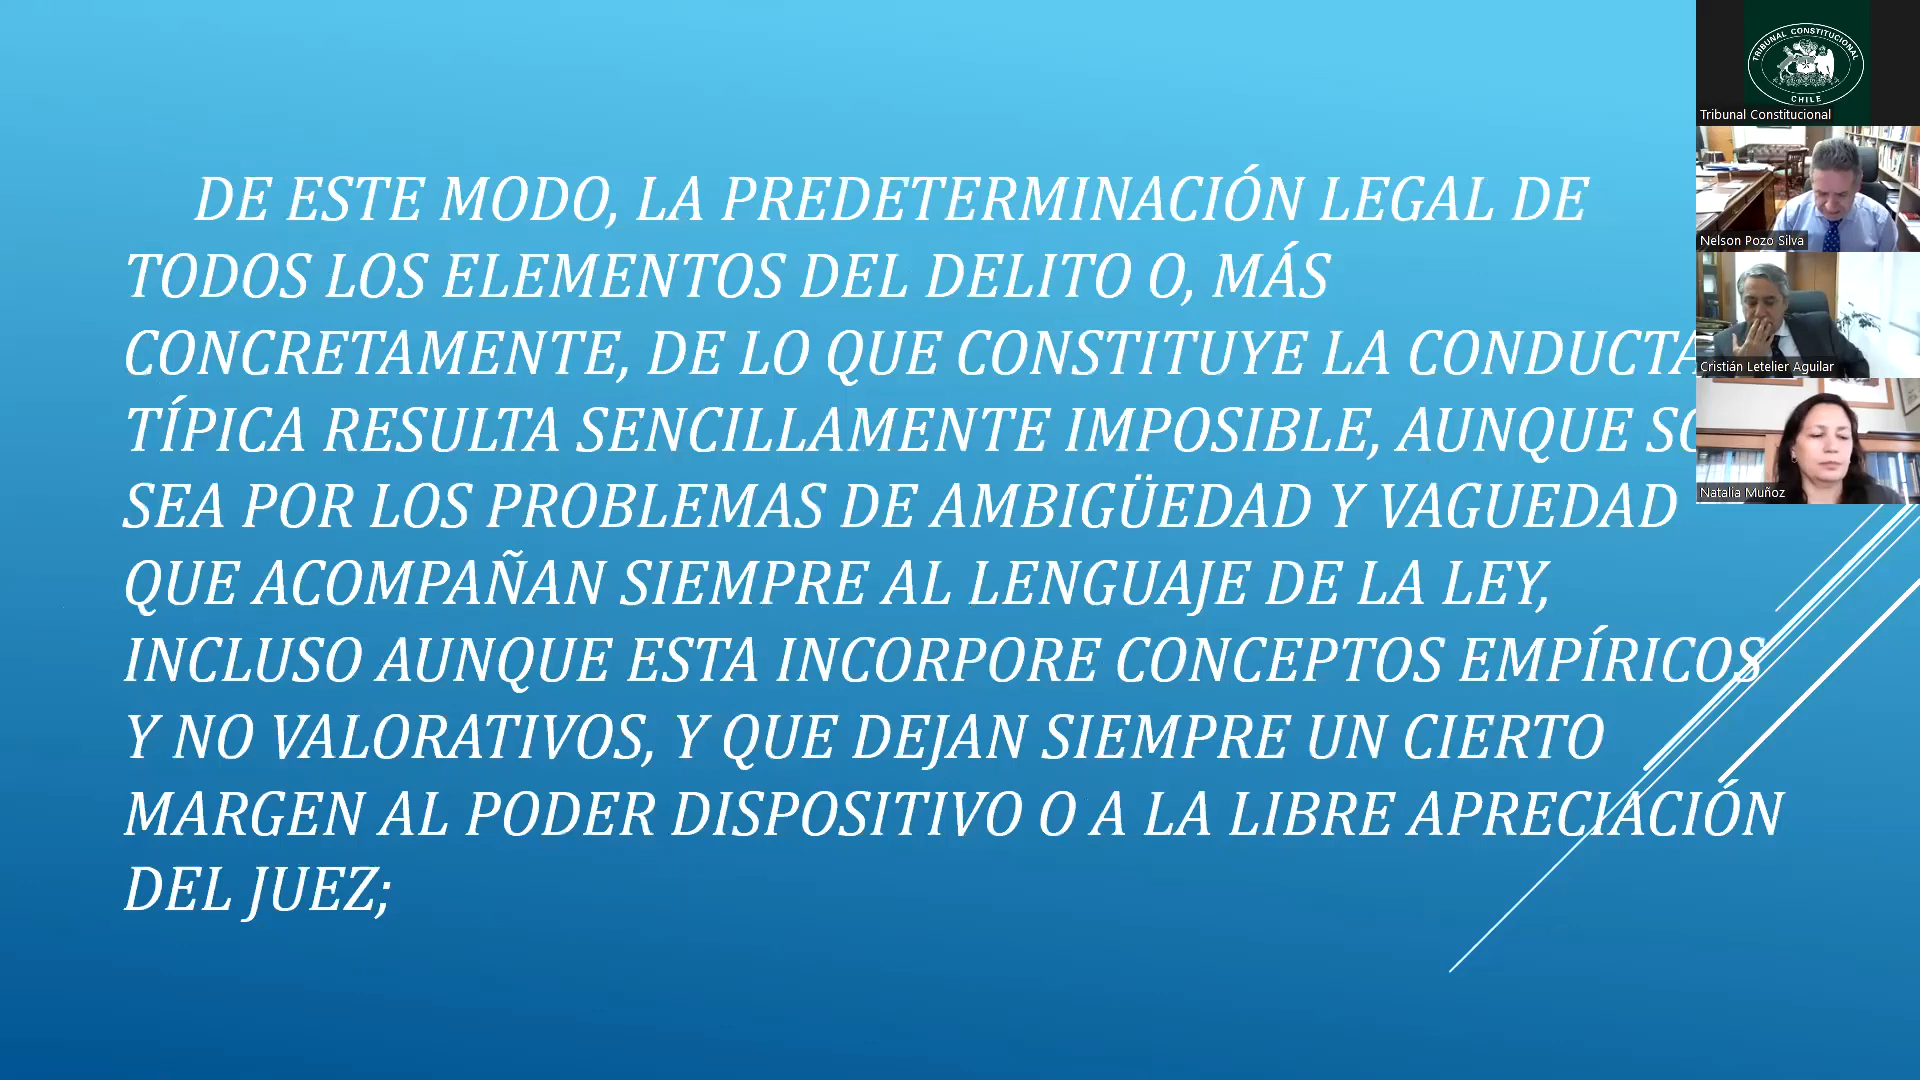 DE ESTE MODO, LA PREDETERMINACIÓN LEGAL DE
TODOS LOS ELEMENTOS DEL DELITO O, MÁS
CONCRETAMENTE, DE LO QUE CONSTITUYE LA CONDUCTA
TÍPICA RESULTA SENCILLAMENTE IMPOSIBLE, AUNQUE
SEA POR LOS PROBLEMAS DE AMBIGÜEDAD Y VAGUEDAD
QUE ACOMPAÑAN SIEMPRE AL LENGUAJE DE LA LEY,
INCLUSO AUNQUE ESTA INCORPORE CONCEPTOS EMPÍRICOS
Y NO VALORATIVOS, Y QUE DEJAN SIEMPRE UN CIERTO
MARGEN AL PODER DISPOSITIVO O A LA LIBRE APRECIACIÓN
DEL JUEZ;
TRIBUNAL CONSTITUCIONAL
CHILE
Tribunal Constitucional
Nelson Pozo Silva
Cristián Letelier Aguilar
Natalia Muñoz